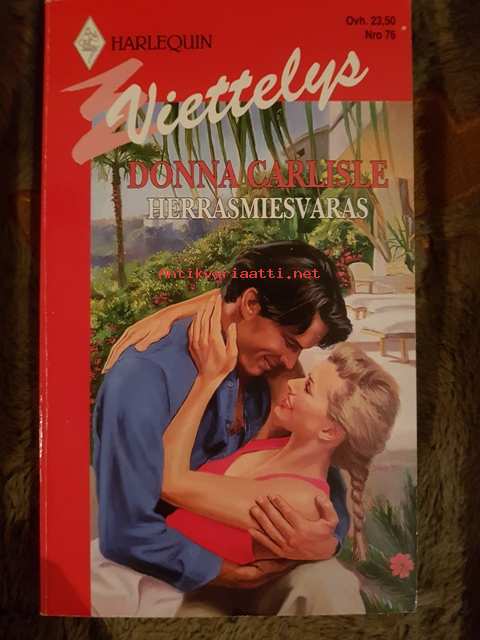 Ovh. 23,50
Nro 76
HARLEQUIN
Viettelys
DONNA CARLISLE
HERRASMIESVARAS
Antikvariaatti.net